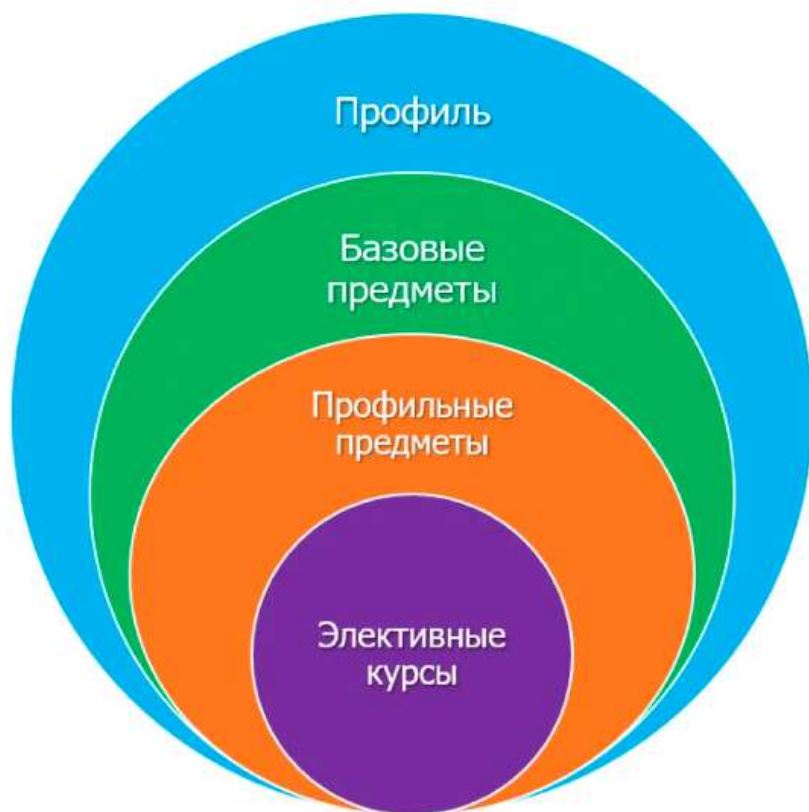 Профиль
Базовые
предметы
Профильные
предметы
Элективные
курсы